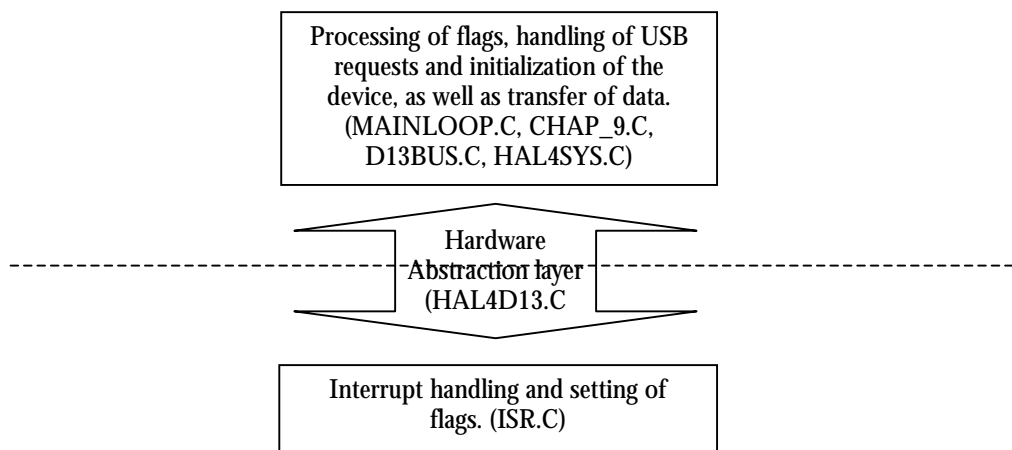 Processing of flags, handling of USB
requests and initialization of the
device, as well as transfer of data.
(MAINLOOP.C, CHAP_9.C,
D13BUS.C, HAL4SYS.C)
Hardware
Abstraction layer
(HAL4D13.C
Interrupt handling and setting of
flags. (ISR.C)